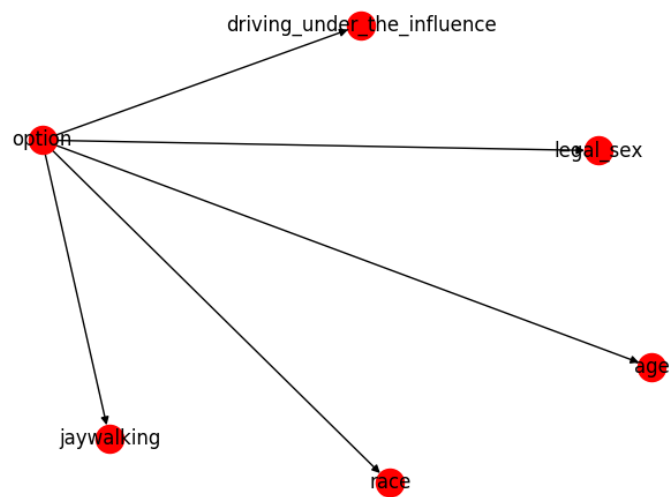 driving_under_the_influence
option
legal_sex
age
jaywalking
race